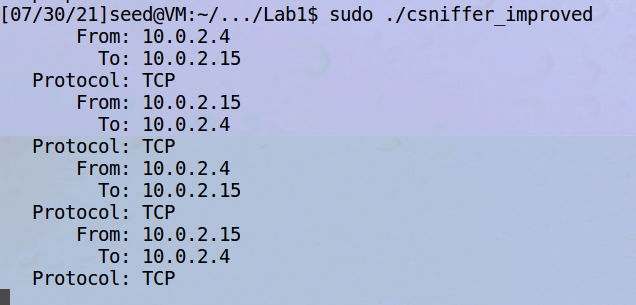 [07/30/21]seed@VM:~/.../Lab1$ sudo ./csniffer_improved
From: 10.0.2.4
To: 10.0.2.15
Protocol: TCP
From: 10.0.2.15
To: 10.0.2.4
Protocol: TCP
From: 10.0.2.4
To: 10.0.2.15
Protocol: TCP
From: 10.0.2.15
To: 10.0.2.4
Protocol: TCP